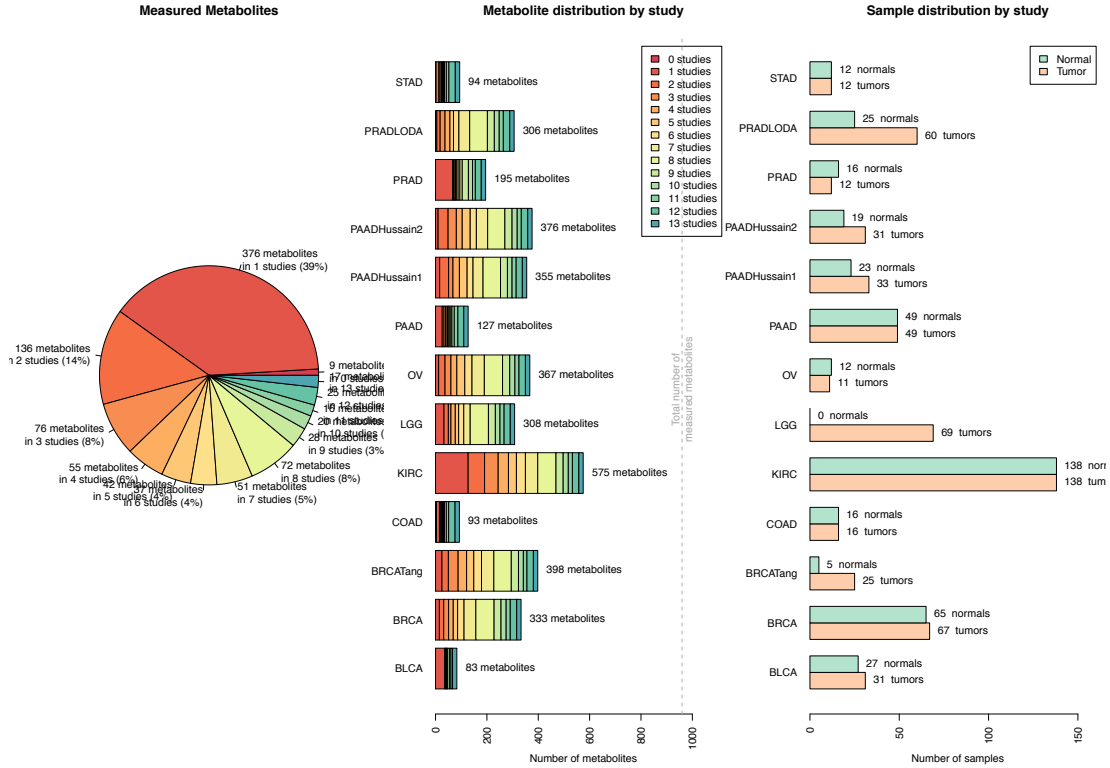 Measured Metabolites
376 metabolites
in 1 studies (39%)
136 metabolites
n 2 studies (14%)
76 metabolites
in 3 studies (8%)
55 metabolites
in 4 studies (6%)
42 metabolites
in 5 studies (4%)
37 metabolites
in 6 studies (4%)
51 metabolites
in 7 studies (5%)
72 metabolites
in 8 studies (8%)
28 metabolites
in 9 studies (3%
20 metabolites
in 10 studies (
in 11 studies
in 12 studies
in 13 studies
9 metabolite
in 0 studies
Metabolite distribution by study
STAD
94 metabolites
PRADLODA
306 metabolites
PRAD
195 metabolites
PAADHussain2
376 metabolites
PAADHussain1
355 metabolites
PAAD
127 metabolites
OV
367 metabolites
LGG
308 metabolites
KIRC
575 metabolites
COAD
93 metabolites
BRCATang
398 metabolites
BRCA
333 metabolites
BLCA
83 metabolites
0 studies
1 studies
2 studies
3 studies
4 studies
5 studies
6 studies
7 studies
8 studies
9 studies
10 studies
11 studies
12 studies
13 studies
Total number of
measured metabolites
0
200
400
600
800
1000
Number of metabolites
Sample distribution by study
Normal
Tumor
STAD
12 normals
12 tumors
PRADLODA
25 normals
60 tumors
PRAD
16 normals
12 tumors
PAADHussain2
19 normals
31 tumors
PAADHussain1
23 normals
33 tumors
PAAD
49 normals
49 tumors
OV
12 normals
11 tumors
LGG
0 normals
69 tumors
KIRC
138 norr
138 tum
COAD
16 normals
16 tumors
BRCATang
5 normals
25 tumors
BRCA
65 normals
67 tumors
BLCA
27 normals
31 tumors
0
50
100
150
Number of samples